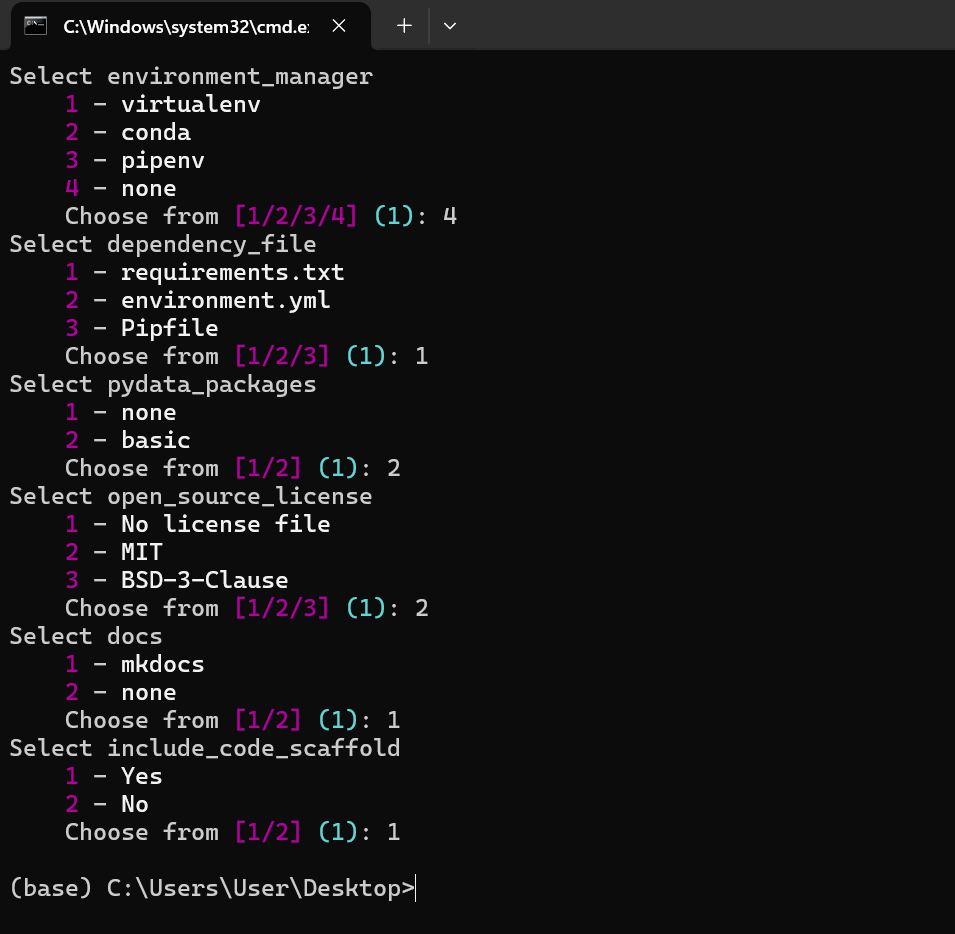 C:\Windows\system32\cmd.e
Select environment_manager
    1 - virtualenv
    2 - conda
    3 - pipenv
    4 - none
    Choose from [1/2/3/4] (1): 4
Select dependency_file
    1 - requirements.txt
    2 - environment.yml
    3 - Pipfile
    Choose from [1/2/3] (1): 1
Select pydata_packages
    1 - none
    2 - basic
    Choose from [1/2] (1): 2
Select open_source_license
    1 - No license file
    2 - MIT
    3 - BSD-3-Clause
    Choose from [1/2/3] (1): 2
Select docs
    1 - mkdocs
    2 - none
    Choose from [1/2] (1): 1
Select include_code_scaffold
    1 - Yes
    2 - No
    Choose from [1/2] (1): 1
(base) C:\Users\User\Desktop>